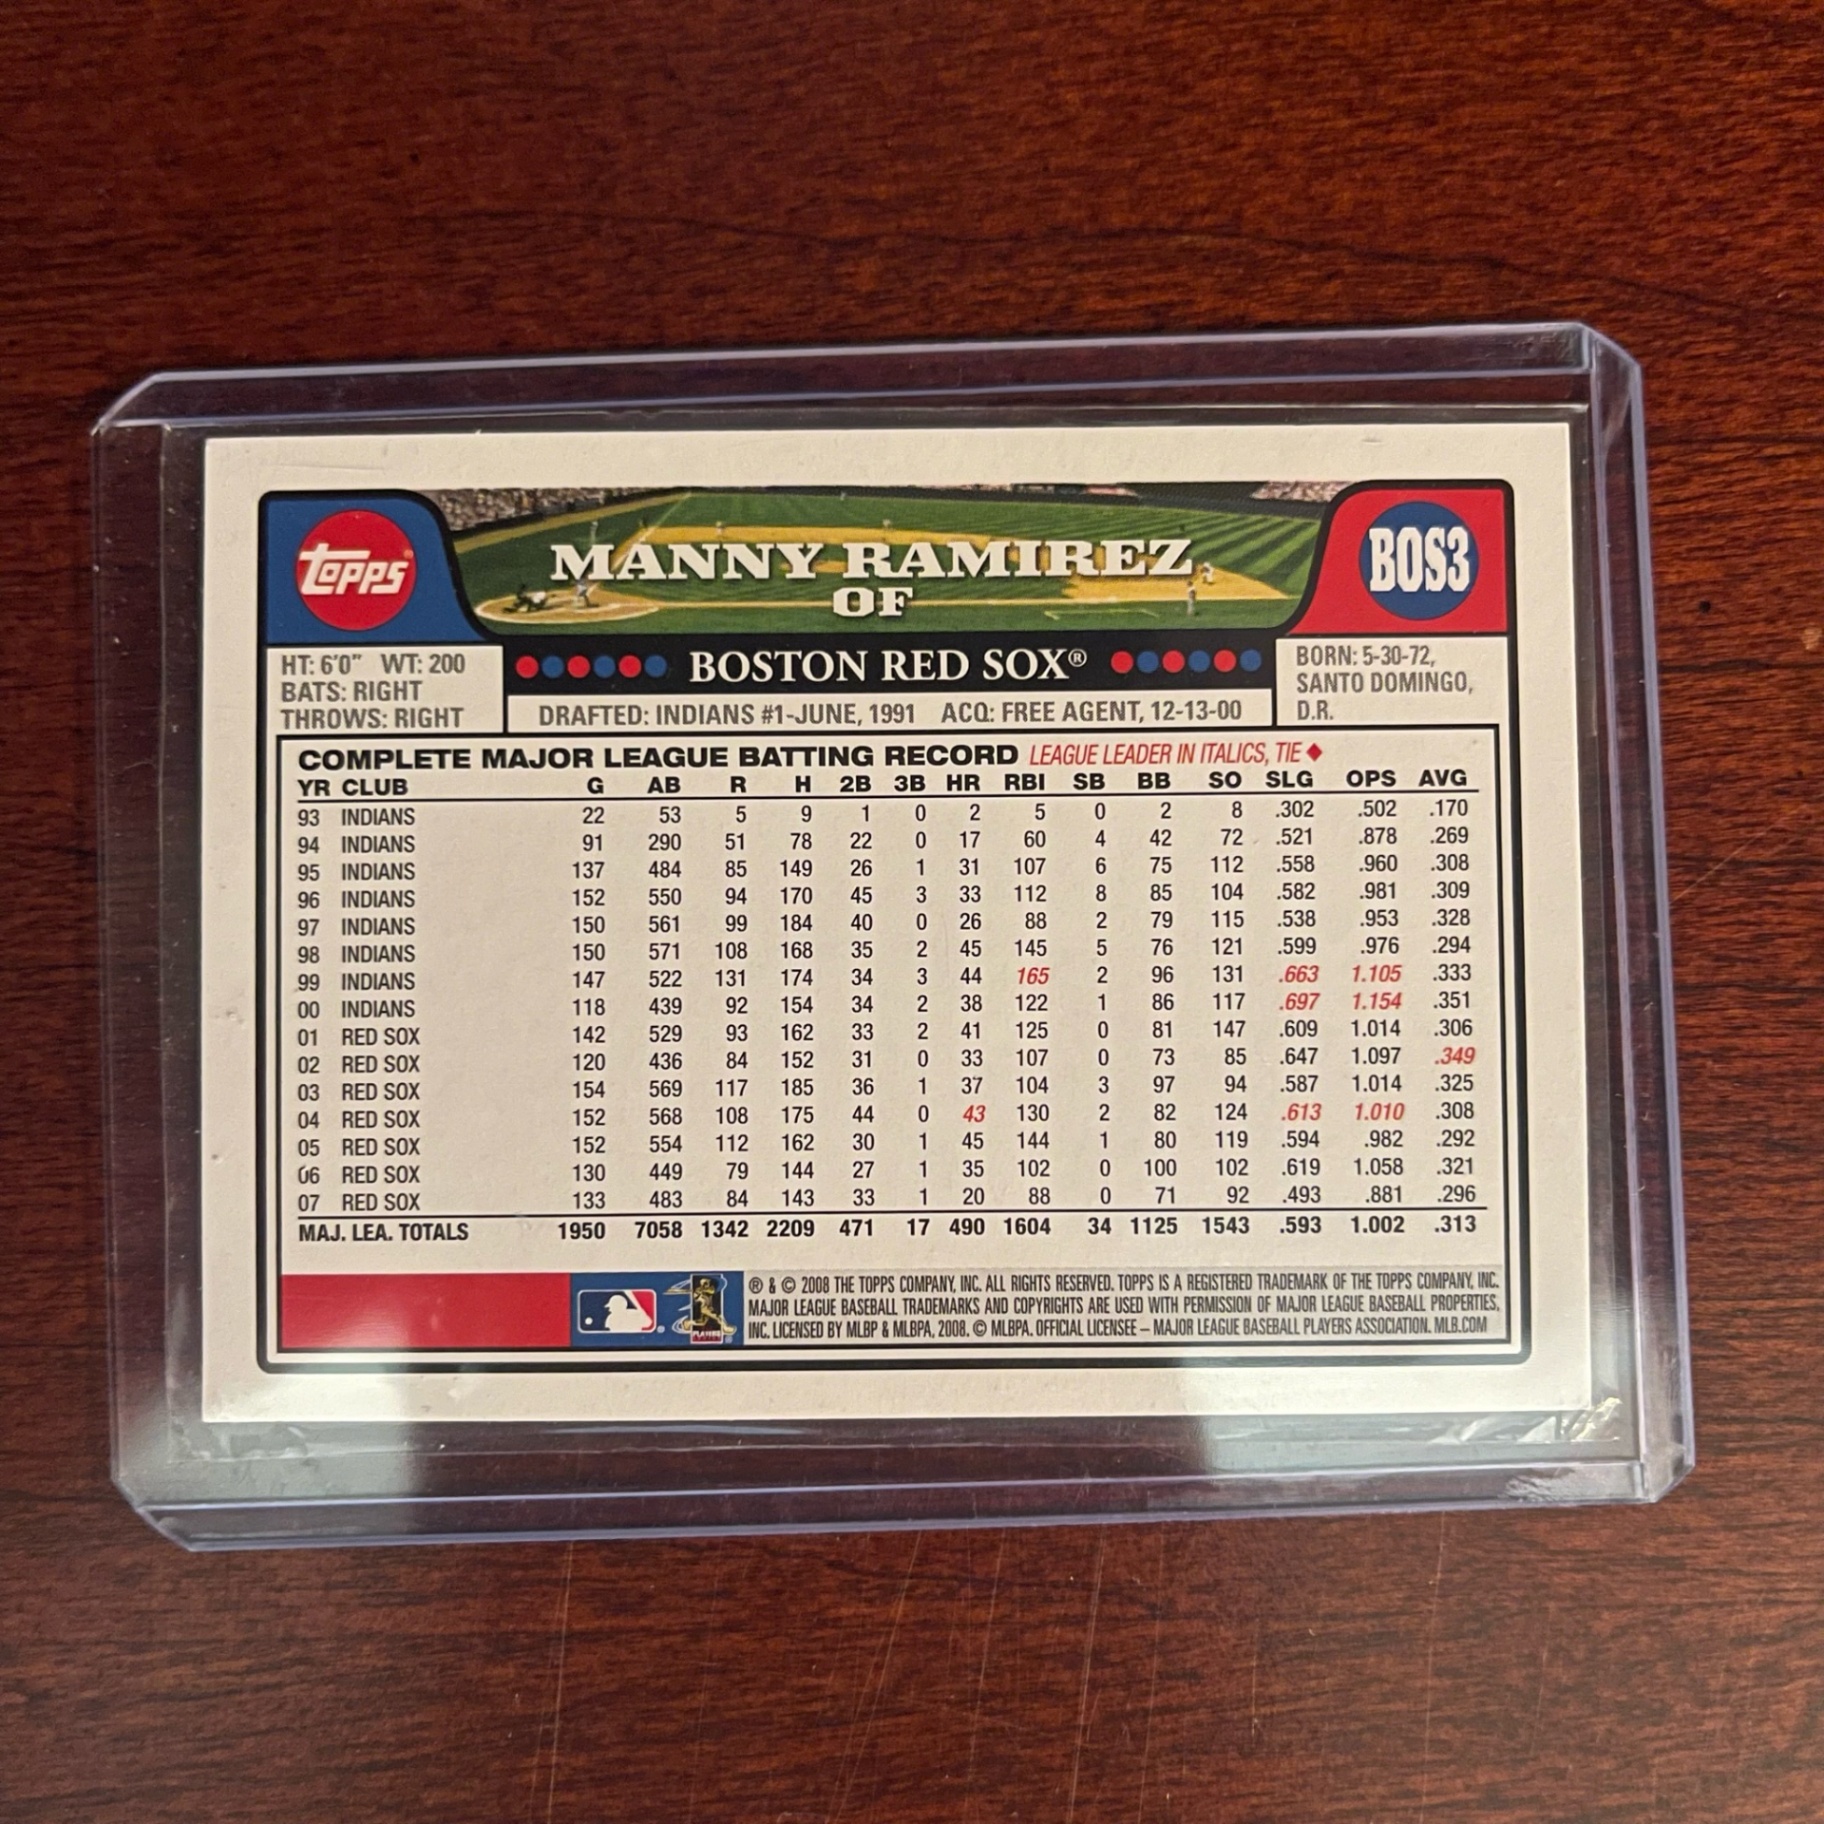 topps
MANNY RAMIREZ
OF
BOS3
HT: 6'0" WT: 200
BATS: RIGHT
THROWS: RIGHT
BOSTON RED SOX®
DRAFTED: INDIANS #1-JUNE, 1991 ACQ: FREE AGENT, 12-13-00
BORN: 5-30-72,
SANTO DOMINGO,
D.R.
COMPLETE MAJOR LEAGUE BATTING RECORD LEAGUE LEADER IN ITALICS, TIE ♦
YR CLUB G AB R H 2B 3B HR RBI SB BB SO SLG OPS AVG
93 INDIANS 22 53 5 9 1 0 2 5 0 2 8 .302 .502 .170
94 INDIANS 91 290 51 78 22 0 17 60 4 42 72 .521 .878 .269
95 INDIANS 137 484 85 149 26 1 31 107 6 75 112 .558 .960 .308
96 INDIANS 152 550 94 170 45 3 33 112 8 85 104 .582 .981 .309
97 INDIANS 150 561 99 184 40 0 26 88 2 79 115 .538 .953 .328
98 INDIANS 150 571 108 168 35 2 45 145 5 76 121 .599 .976 .294
99 INDIANS 147 522 131 174 34 3 44 165 2 96 131 .663 1.105 .333
00 INDIANS 118 439 92 154 34 2 38 122 1 86 117 .697 1.154 .351
01 RED SOX 142 529 93 162 33 2 41 125 0 81 147 .609 1.014 .306
02 RED SOX 120 436 84 152 31 0 33 107 0 73 85 .647 1.097 .349
03 RED SOX 154 569 117 185 36 1 37 104 3 97 94 .587 1.014 .325
04 RED SOX 152 568 108 175 44 0 43 130 2 82 124 .613 1.010 .308
05 RED SOX 152 554 112 162 30 1 45 144 1 80 119 .594 .982 .292
06 RED SOX 130 449 79 144 27 1 35 102 0 100 102 .619 1.058 .321
07 RED SOX 133 483 84 143 33 1 20 88 0 71 92 .493 .881 .296
MAJ. LEA. TOTALS 1950 7058 1342 2209 471 17 490 1604 34 1125 1543 .593 1.002 .313
PLAYERS
® & © 2008 THE TOPPS COMPANY, INC. ALL RIGHTS RESERVED. TOPPS IS A REGISTERED TRADEMARK OF THE TOPPS COMPANY, INC.
MAJOR LEAGUE BASEBALL TRADEMARKS AND COPYRIGHTS ARE USED WITH PERMISSION OF MAJOR LEAGUE BASEBALL PROPERTIES,
INC. LICENSED BY MLBP & MLBPA, 2008. © MLBPA. OFFICIAL LICENSEE – MAJOR LEAGUE BASEBALL PLAYERS ASSOCIATION. MLB.COM